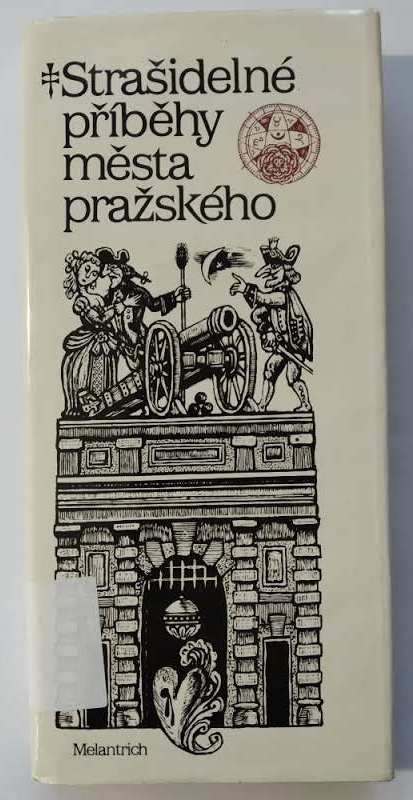 ‡Strašidelné
příběhy
města
pražského
Melantrich